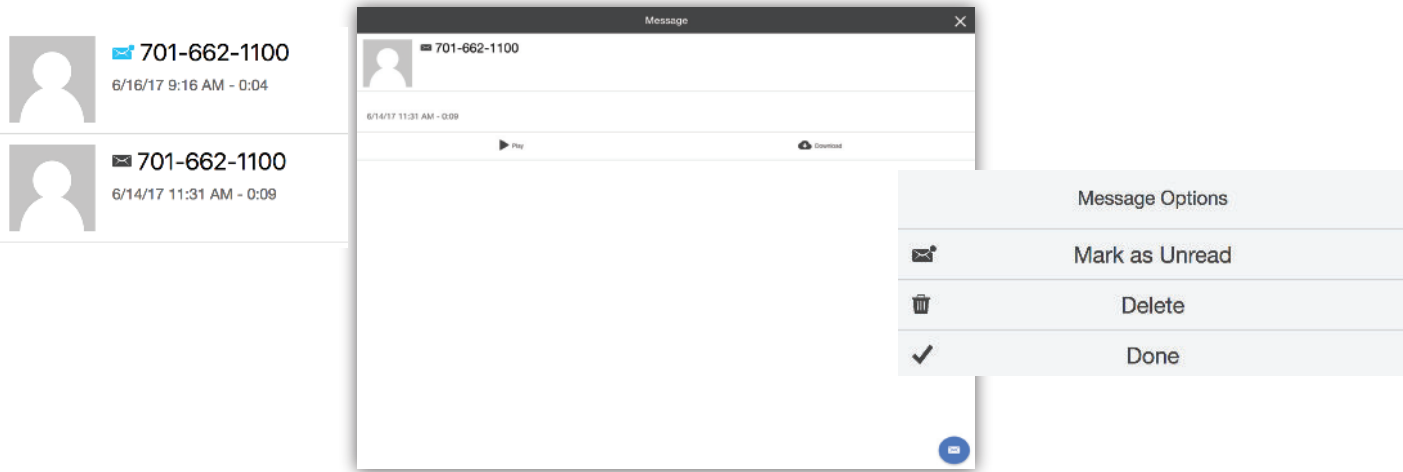 701-662-1100
6/16/17 9:16 AM - 0:04
701-662-1100
6/14/17 11:31 AM - 0:09
Message
701-662-1100
6/14/17 11:31 AM - 0:09
Play
Download
Message Options
Mark as Unread
Delete
Done